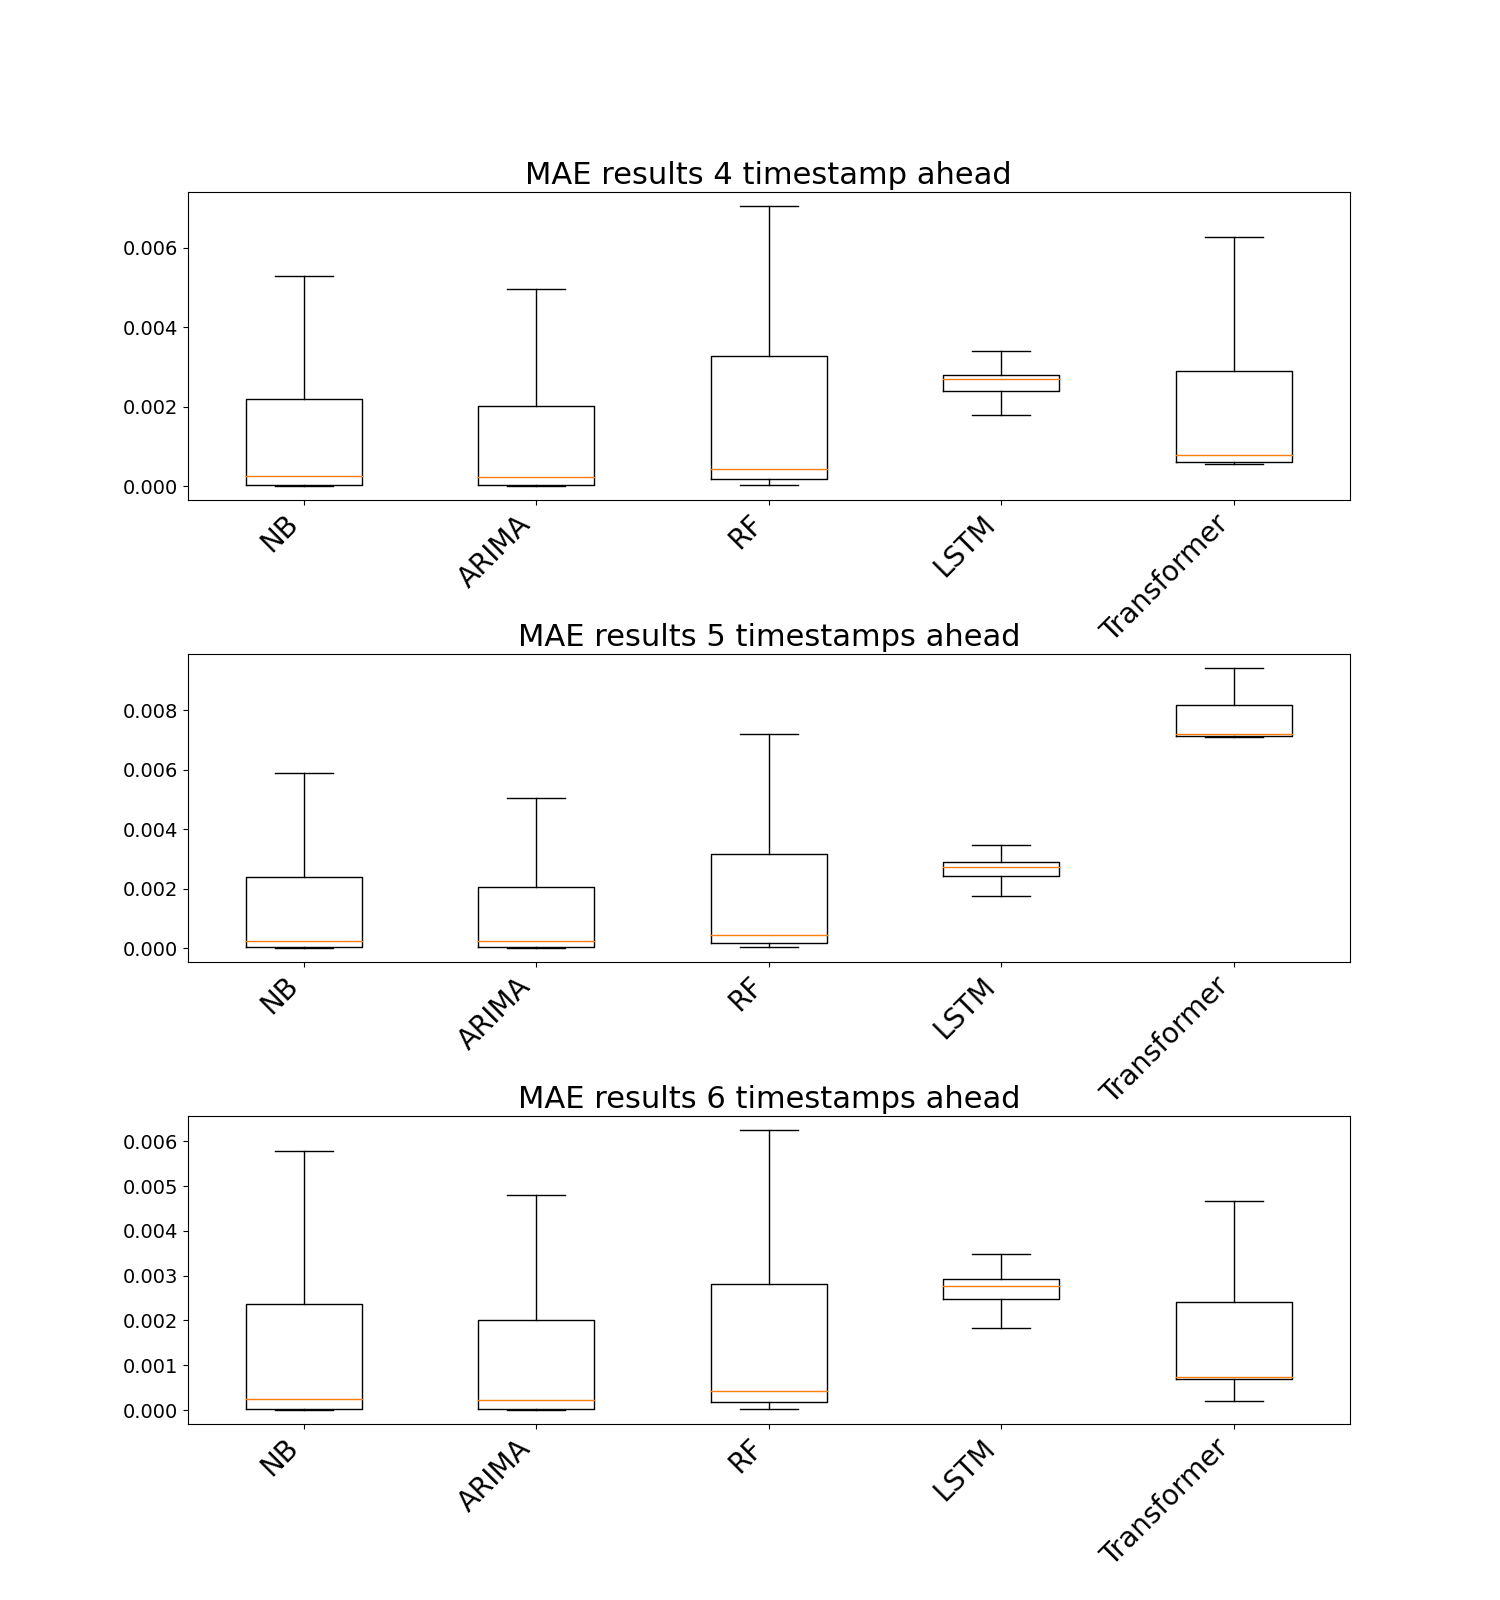 MAE results 4 timestamp ahead
0.006
0.004
0.002
0.000
NB
ARIMA
RF
LSTM
Transformer
MAE results 5 timestamps ahead
0.008
0.006
0.004
0.002
0.000
NB
ARIMA
RF
LSTM
Transformer
MAE results 6 timestamps ahead
0.006
0.005
0.004
0.003
0.002
0.001
0.000
NB
ARIMA
RF
LSTM
Transformer